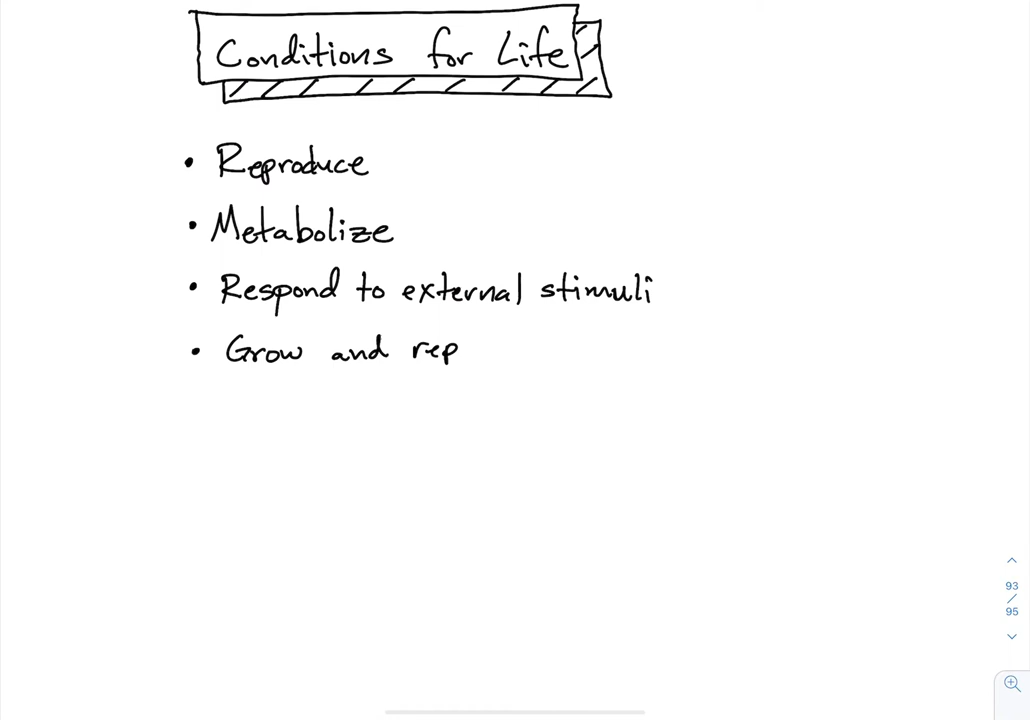 Conditions for Life
• Reproduce
• Metabolize
• Respond to external stimuli
• Grow and rep
93
/
95